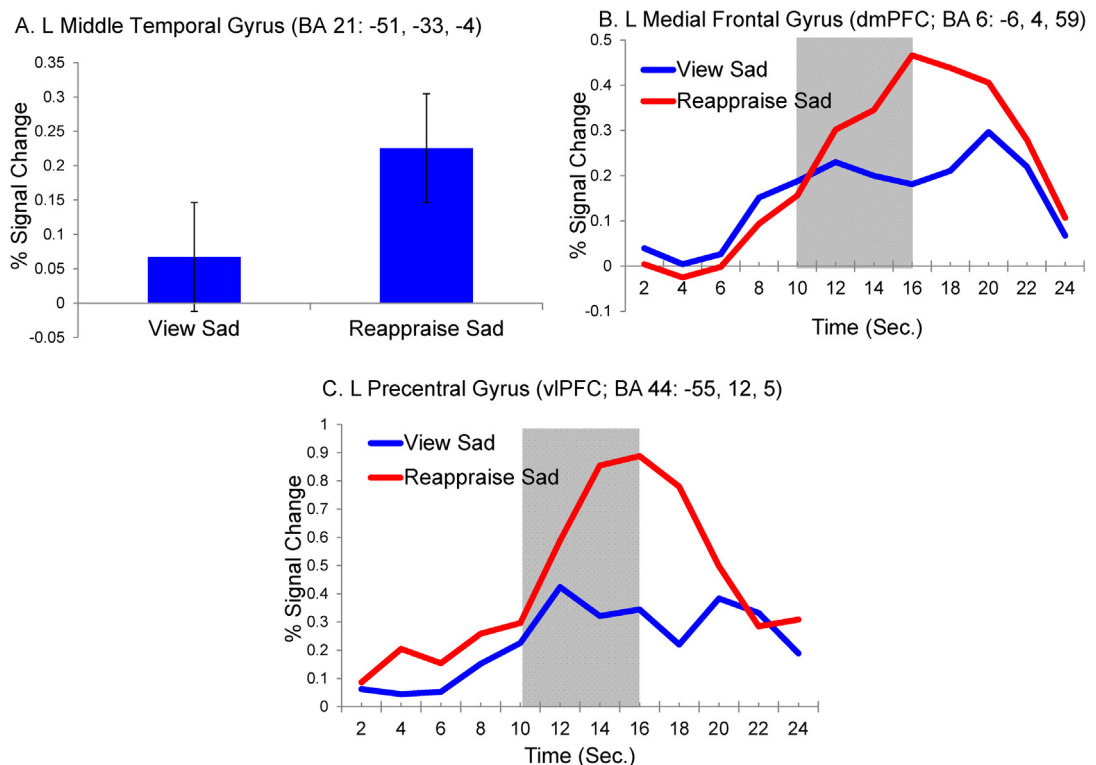 A. L Middle Temporal Gyrus (BA 21: -51, -33, -4)
% Signal Change
0.35
0.3
0.25
0.2
0.15
0.1
0.05
0
-0.05
View Sad Reappraise Sad
B. L Medial Frontal Gyrus (dmPFC; BA 6: -6, 4, 59)
% Signal Change
0.5
0.4
0.3
0.2
0.1
0
-0.1
View Sad
Reappraise Sad
2 4 6 8 10 12 14 16 18 20 22 24
Time (Sec.)
C. L Precentral Gyrus (vlPFC; BA 44: -55, 12, 5)
% Signal Change
1
0.9
0.8
0.7
0.6
0.5
0.4
0.3
0.2
0.1
0
View Sad
Reappraise Sad
2 4 6 8 10 12 14 16 18 20 22 24
Time (Sec.)